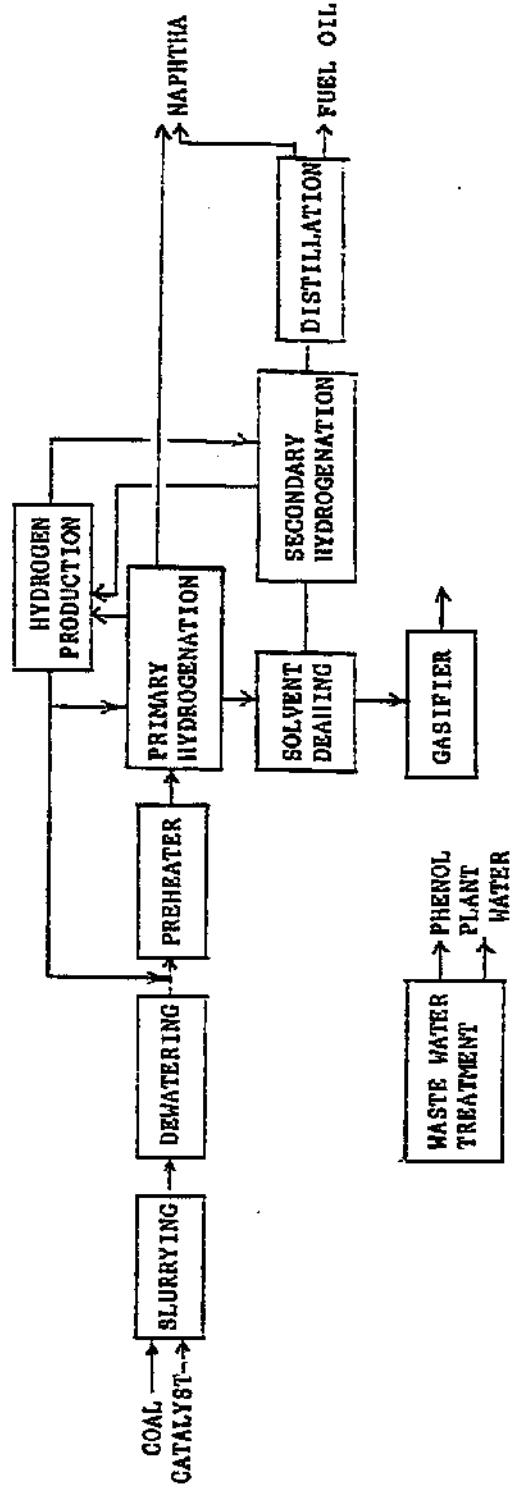 COAL
CATALYST
SLURRYING
DEWATERING
PREHEATER
HYDROGEN
PRODUCTION
PRIMARY
HYDROGENATION
SOLVENT
DEAHING
GASIFIER
SECONDARY
HYDROGENATION
DISTILLATION
NAPHTHA
FUEL OIL
WASTE WATER
TREATMENT
PHENOL
PLANT
WATER